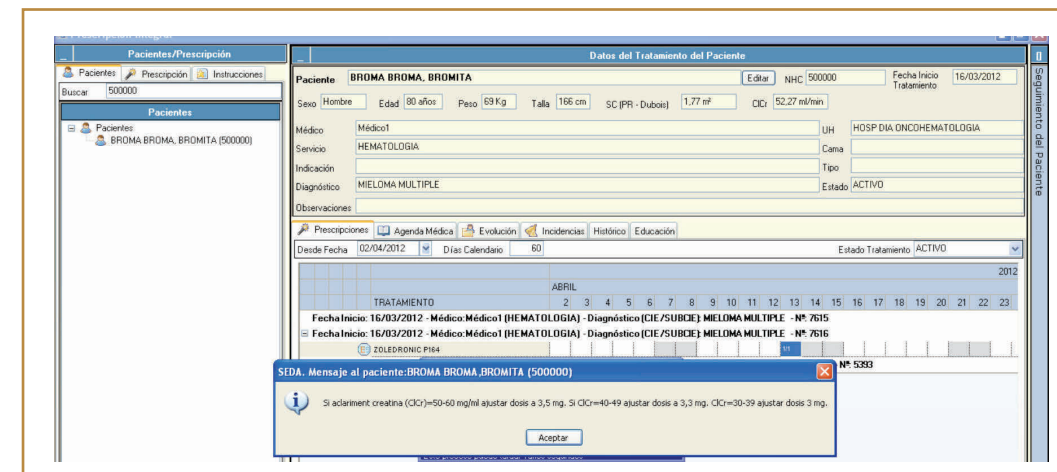 Pacientes/Prescripción
Datos del Tratamiento del Paciente
Pacientes Prescripción Instrucciones
Buscar 500000
Pacientes
Pacientes
BROMA BROMA, BROMITA (500000)
Paciente BROMA BROMA, BROMITA Editar NHC 500000 Fecha Inicio Tratamiento 16/03/2012
Sexo Hombre Edad 80 años Peso 69 Kg Talla 166 cm SC (PR - Dubois) 1,77 m² ClCr 52,27 ml/min
Médico Médico1 UH HOSP DIA ONCOHEMATOLOGIA
Servicio HEMATOLOGIA Cama
Indicación Tipo
Diagnóstico MIELOMA MULTIPLE Estado ACTIVO
Observaciones
Prescripciones Agenda Médica Evolución Incidencias Histórico Educación
Desde Fecha 02/04/2012 Días Calendario 60 Estado Tratamiento ACTIVO
2012
ABRIL
TRATAMIENTO 2 3 4 5 6 7 8 9 10 11 12 13 14 15 16 17 18 19 20 21 22 23
Fecha Inicio: 16/03/2012 - Médico: Médico1 (HEMATOLOGIA) - Diagnóstico (CIE/SUBCIE): MIELOMA MULTIPLE - Nº: 7615
Fecha Inicio: 16/03/2012 - Médico: Médico1 (HEMATOLOGIA) - Diagnóstico (CIE/SUBCIE): MIELOMA MULTIPLE - Nº: 7616
ZOLEDRONIC P164 1/1
Nº: 5393
SEDA. Mensaje al paciente:BROMA BROMA,BROMITA (500000)
Si aclariment creatina (ClCr)=50-60 mg/ml ajustar dosis a 3,5 mg. Si ClCr=40-49 ajustar dosis a 3,3 mg. ClCr=30-39 ajustar dosis 3 mg.
Aceptar
Seguimiento del Paciente